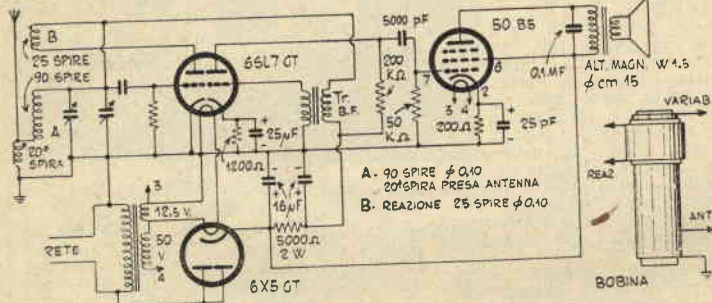 B
25 SPIRE
90 SPIRE
A
20ª
SPIRA
6SL7 GT
1200Ω
25µF
5000 pF
200
KΩ
50
KΩ
Tr.
B.F.
50 B5
7
6
2
3 4
200Ω
25 pF
0,1 MF
ALT. MAGN. W 1.5
ϕ cm 15
RETE
3
12.5 V.
50
V
4
6X5 GT
16µF
5000Ω
2 W
A - 90 SPIRE ϕ 0,10
20ª SPIRA PRESA ANTENNA
B - REAZIONE 25 SPIRE ϕ 0.10
VARIAB
REAZ
ANT
BOBINA